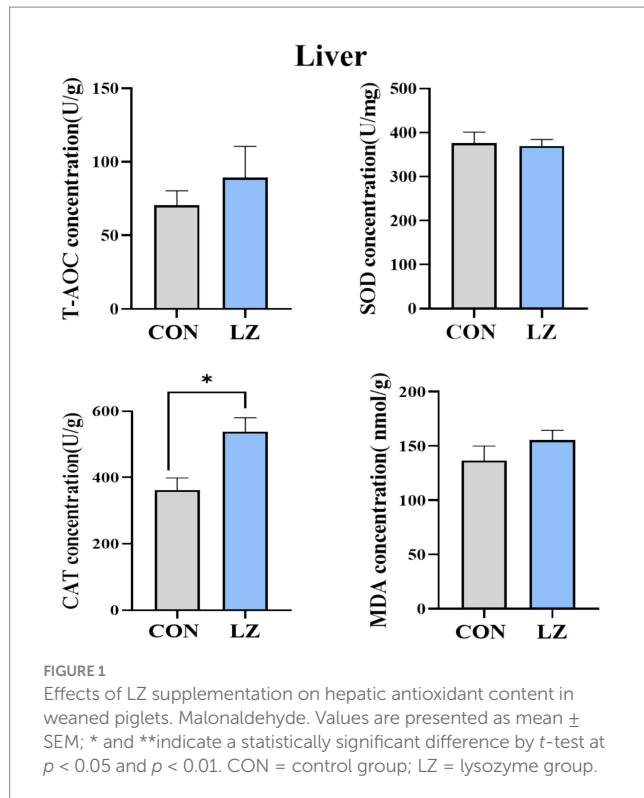 Liver
T-AOC concentration(U/g)
150
100
50
0
CON LZ
SOD concentration(U/mg)
500
400
300
200
100
0
CON LZ
CAT concentration(U/g)
600
400
200
0
*
CON LZ
MDA concentration( nmol/g)
200
150
100
50
0
CON LZ
FIGURE 1
Effects of LZ supplementation on hepatic antioxidant content in
weaned piglets. Malonaldehyde. Values are presented as mean ±
SEM; * and **indicate a statistically significant difference by t-test at
p < 0.05 and p < 0.01. CON = control group; LZ = lysozyme group.